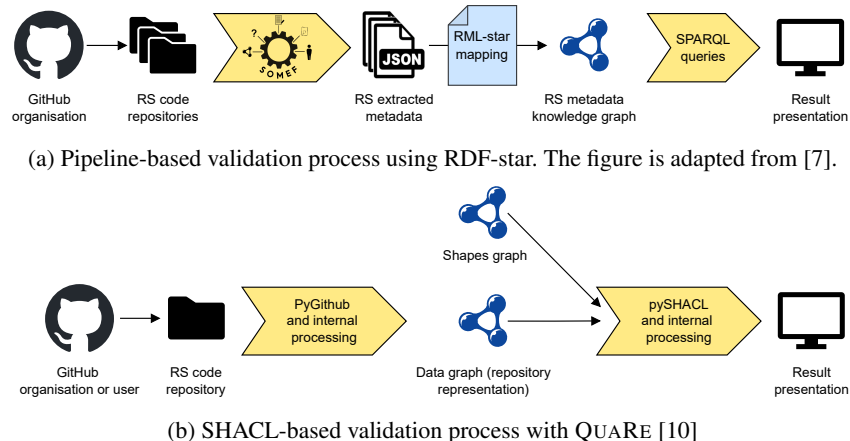 ?
SOMEF
JSON
RML-star
mapping
SPARQL
queries
GitHub
organisation
RS code
repositories
RS extracted
metadata
RS metadata
knowledge graph
Result
presentation
(a) Pipeline-based validation process using RDF-star. The figure is adapted from [7].
Shapes graph
PyGithub
and internal
processing
pySHACL
and internal
processing
GitHub
organisation or user
RS code
repository
Data graph (repository
representation)
Result
presentation
(b) SHACL-based validation process with QUARE [10]